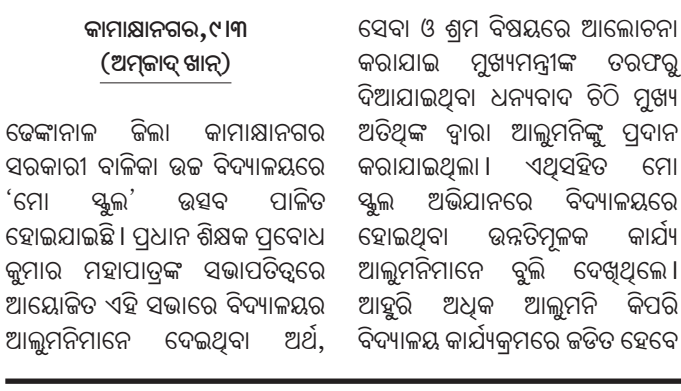 କାମାକ୍ଷାନଗର,୯।୩
(ଅମ୍‌ଜାଦ୍‌ ଖାନ୍‌)
ଢେଙ୍କାନାଳ ଜିଲା କାମାକ୍ଷାନଗର
ସରକାରୀ ବାଳିକା ଉଚ୍ଚ ବିଦ୍ୟାଳୟରେ
‘ମୋ ସ୍କୁଲ’ ଉତ୍ସବ ପାଳିତ
ହୋଇଯାଇଛି। ପ୍ରଧାନ ଶିକ୍ଷକ ପ୍ରବୋଧ
କୁମାର ମହାପାତ୍ରଙ୍କ ସଭାପତିତ୍ୱରେ
ଆୟୋଜିତ ଏହି ସଭାରେ ବିଦ୍ୟାଳୟର
ଆଲୁମନିମାନେ ଦେଇଥିବା ଅର୍ଥ,
ସେବା ଓ ଶ୍ରମ ବିଷୟରେ ଆଲୋଚନା
କରାଯାଇ ମୁଖ୍ୟମନ୍ତ୍ରୀଙ୍କ ତରଫରୁ
ଦିଆଯାଇଥିବା ଧନ୍ୟବାଦ ଚିଠି ମୁଖ୍ୟ
ଅତିଥିଙ୍କ ଦ୍ୱାରା ଆଲୁମନିଙ୍କୁ ପ୍ରଦାନ
କରାଯାଇଥିଲା। ଏଥିସହିତ ମୋ
ସ୍କୁଲ ଅଭିଯାନରେ ବିଦ୍ୟାଳୟରେ
ହୋଇଥିବା ଉନ୍ନତିମୂଳକ କାର୍ଯ୍ୟ
ଆଲୁମନିମାନେ ବୁଲି ଦେଖିଥିଲେ।
ଆହୁରି ଅଧିକ ଆଲୁମନି କିପରି
ବିଦ୍ୟାଳୟ କାର୍ଯ୍ୟକ୍ରମରେ ଜଡିତ ହେବେ